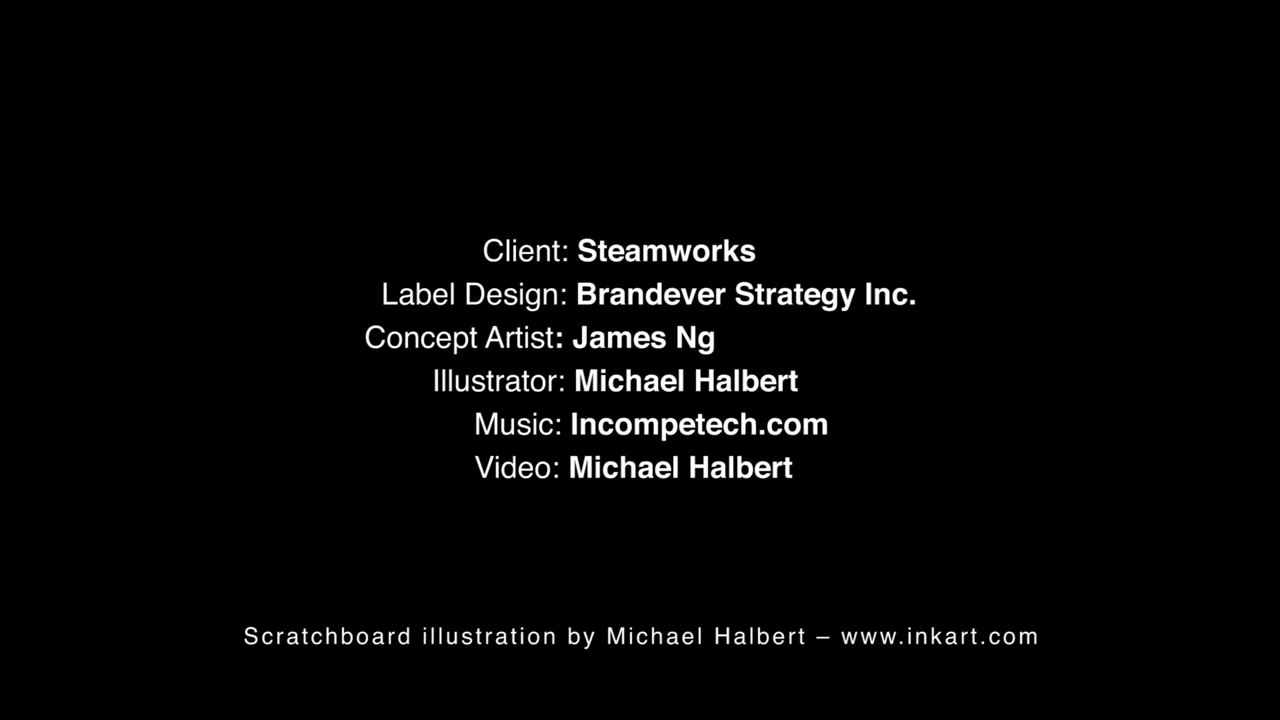 Client: Steamworks
Label Design: Brandever Strategy Inc.
Concept Artist: James Ng
Illustrator: Michael Halbert
Music: Incompetech.com
Video: Michael Halbert
Scratchboard illustration by Michael Halbert – www.inkart.com